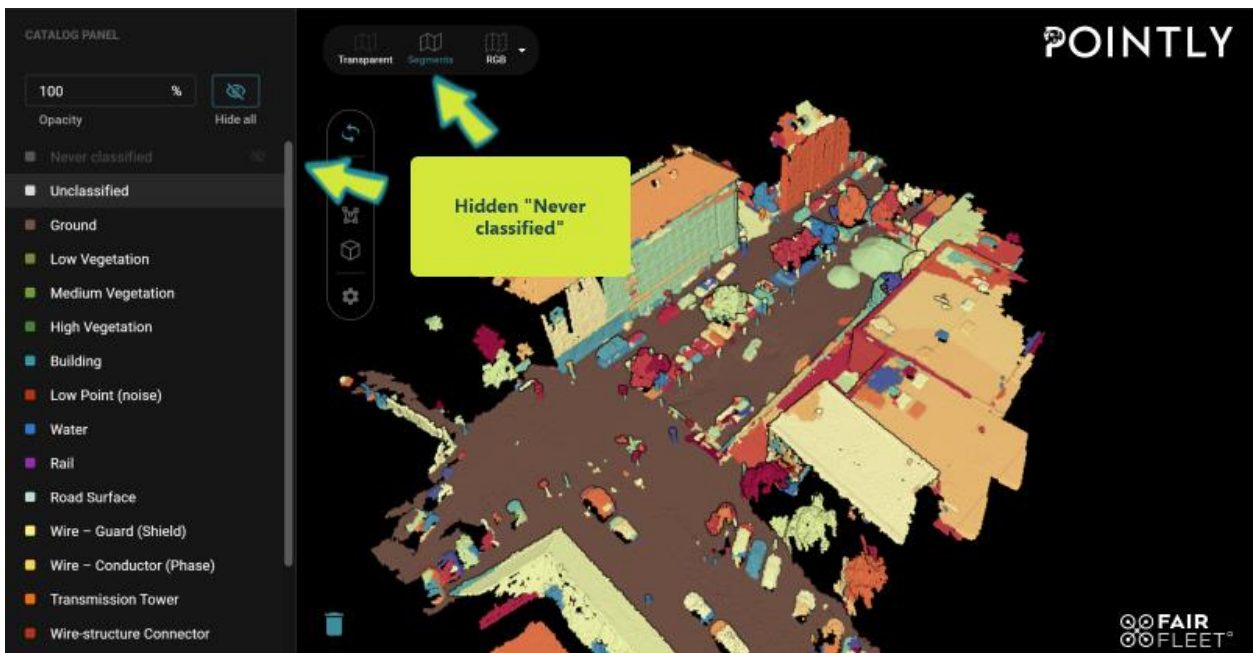 CATALOG PANEL
100 %
Opacity
Hide all
Never classified
Unclassified
Ground
Low Vegetation
Medium Vegetation
High Vegetation
Building
Low Point (noise)
Water
Rail
Road Surface
Wire – Guard (Shield)
Wire – Conductor (Phase)
Transmission Tower
Wire-structure Connector
Transparent
Segments
RGB
Hidden "Never
classified"
POINTLY
FAIR
FLEET°